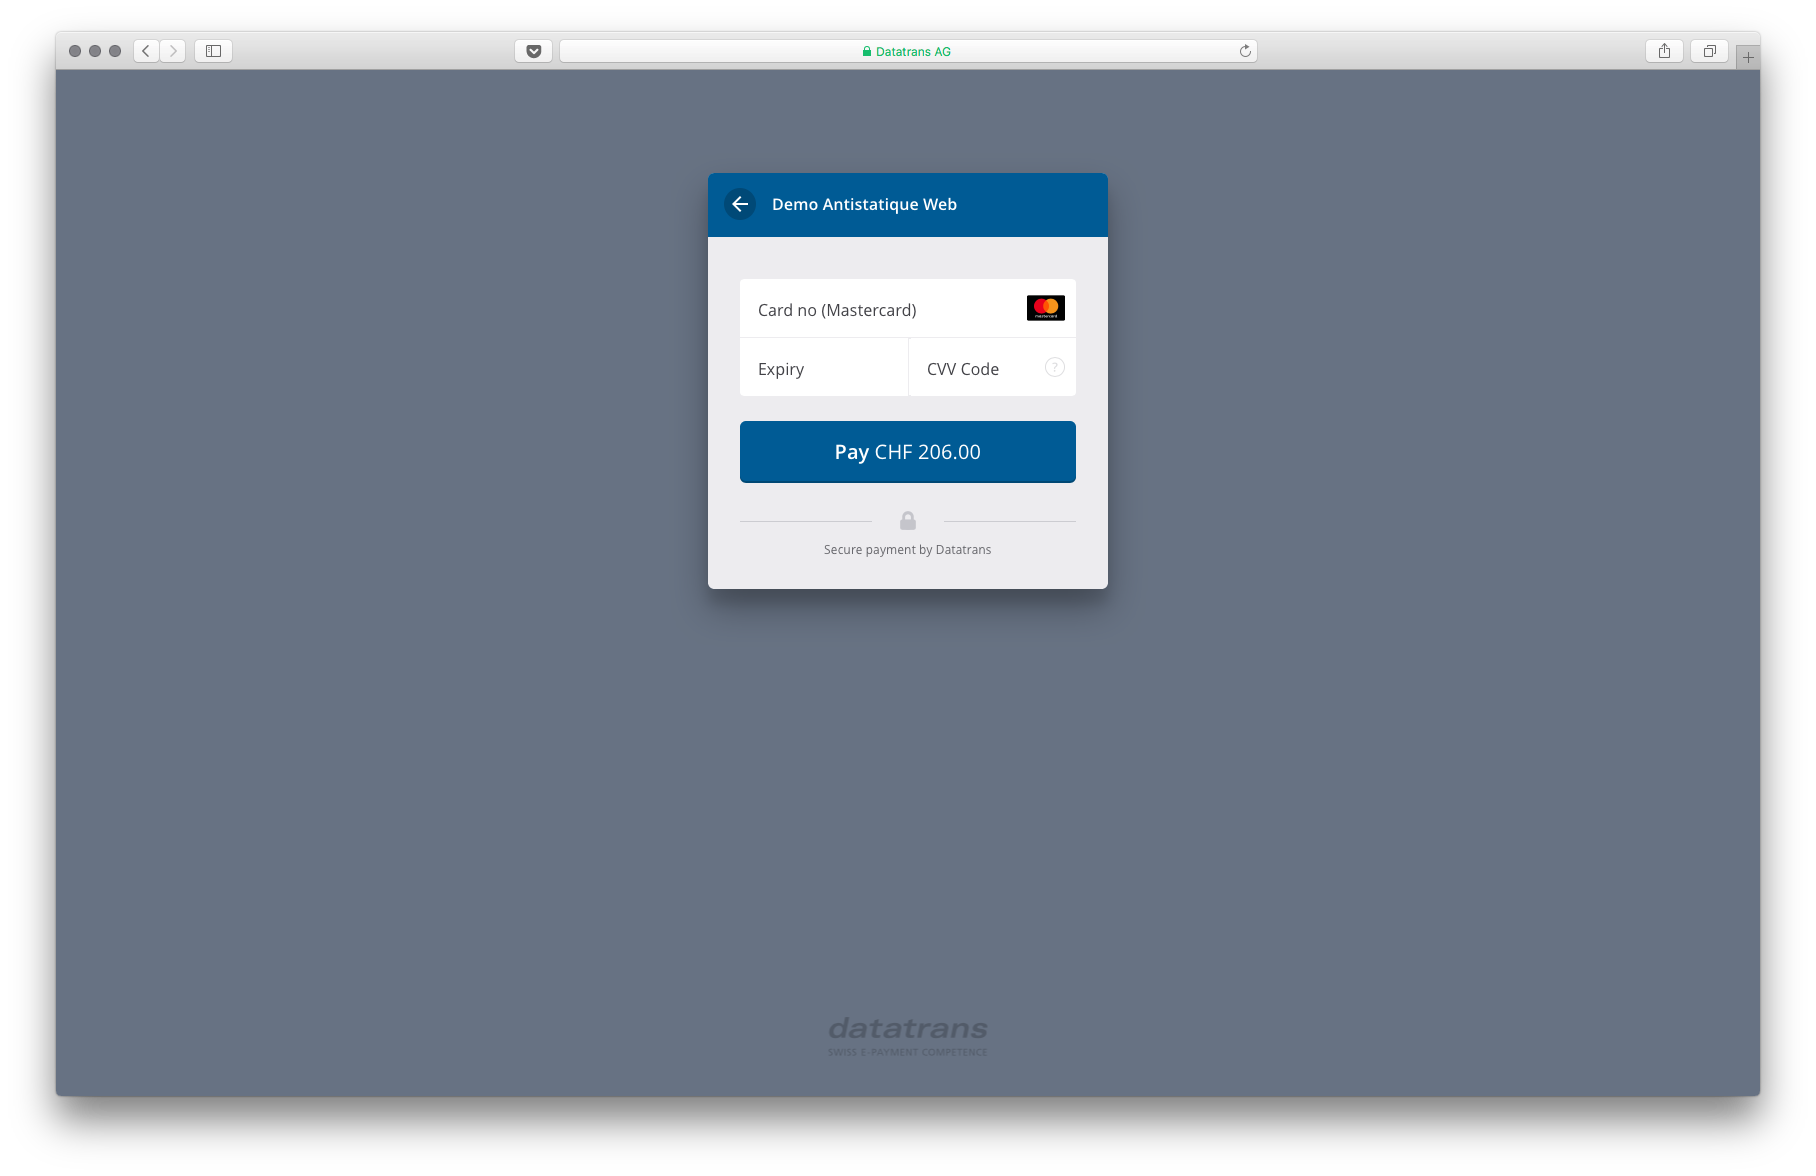 Datatrans AG
Demo Antistatique Web
Card no (Mastercard)
mastercard
Expiry
CVV Code
?
Pay CHF 206.00
Secure payment by Datatrans
datatrans
SWISS E-PAYMENT COMPETENCE